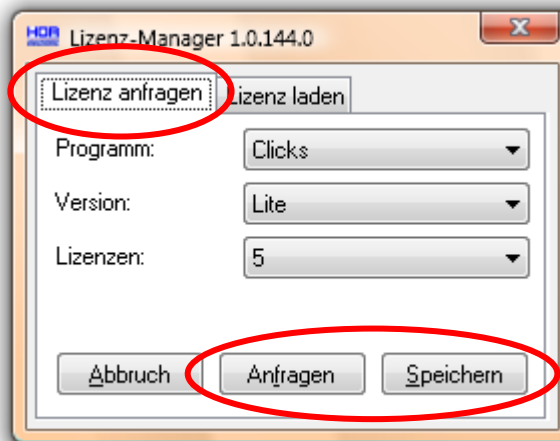 HDR Lizenz-Manager 1.0.144.0
Lizenz anfragen Lizenz laden
Programm: Clicks
Version: Lite
Lizenzen: 5
Abbruch Anfragen Speichern